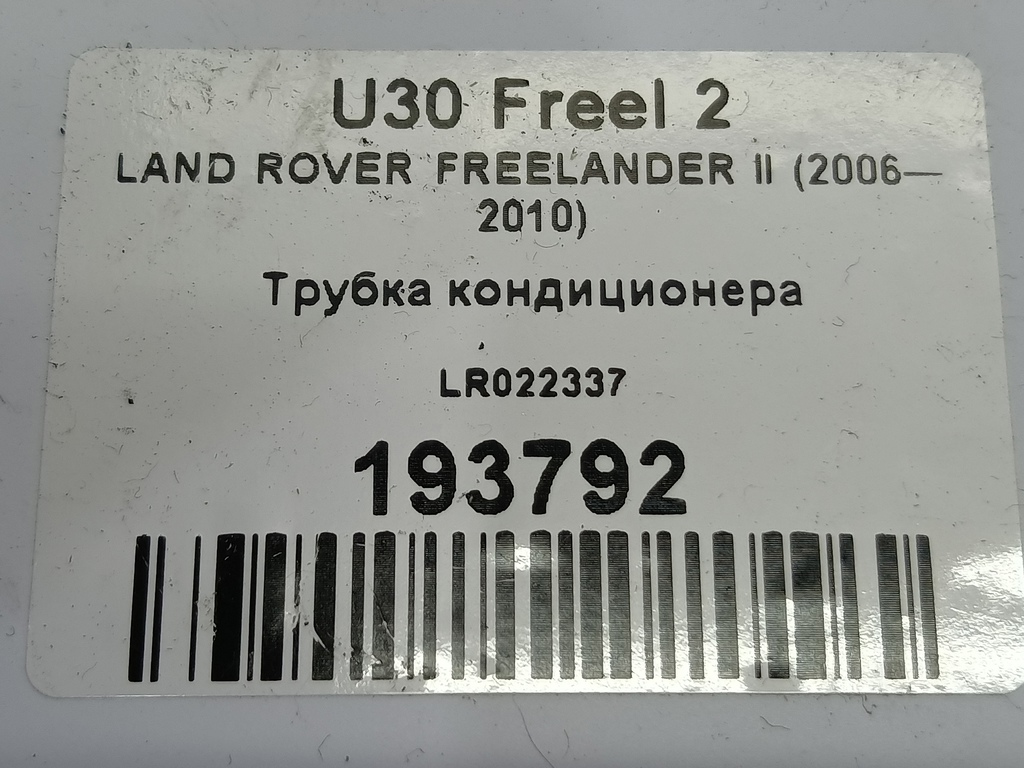 U30 Freel 2
LAND ROVER FREELANDER II (2006—
2010)
Трубка кондиционера
LR022337
193792